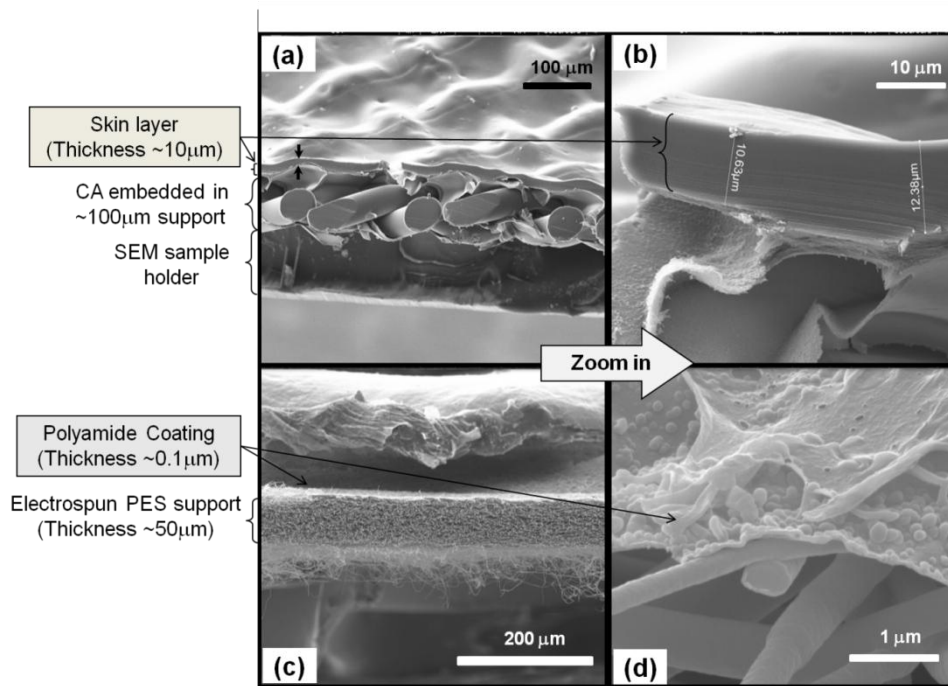 (a)
100 μm
(b)
10 μm
Skin layer
(Thickness ~10μm)
CA embedded in
~100μm support
SEM sample
holder
10.63μm
12.38μm
Zoom in
Polyamide Coating
(Thickness ~0.1μm)
Electrospun PES support
(Thickness ~50μm)
200 μm
(c)
1 μm
(d)